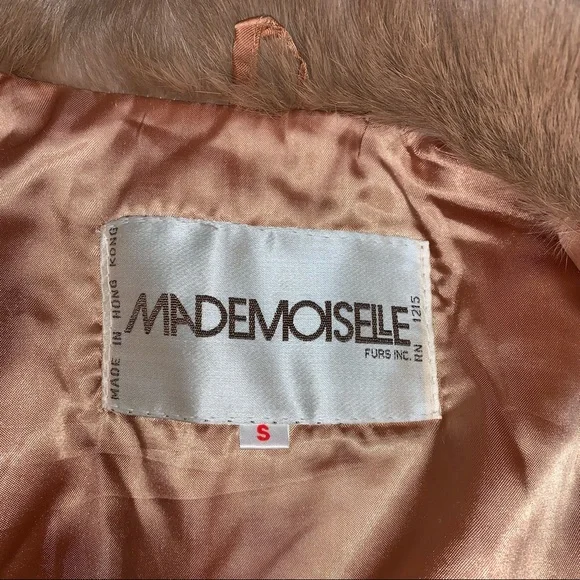 MADE IN HONG KONG
MADEMOISELLE
FURS INC.
RN 1215
S